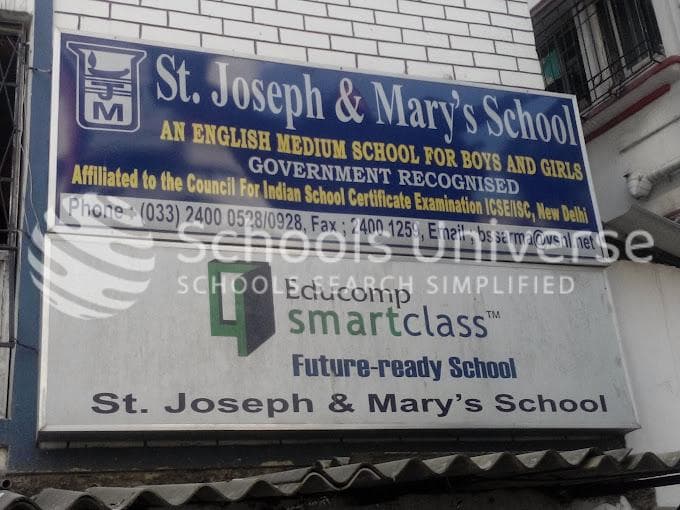 St. Joseph & Mary's School
AN ENGLISH MEDIUM SCHOOL FOR BOYS AND GIRLS
GOVERNMENT RECOGNISED
Affiliated to the Council For Indian School Certificate Examination ICSE/ISC, New Delhi
Phone : (033) 2400 0528/0928, Fax ; 2400 1259, Email ; bssarma@vsnl.net
Schools Universe
SCHOOLS SEARCH SIMPLIFIED
Educomp
smartclass™
Future-ready School
St. Joseph & Mary's School